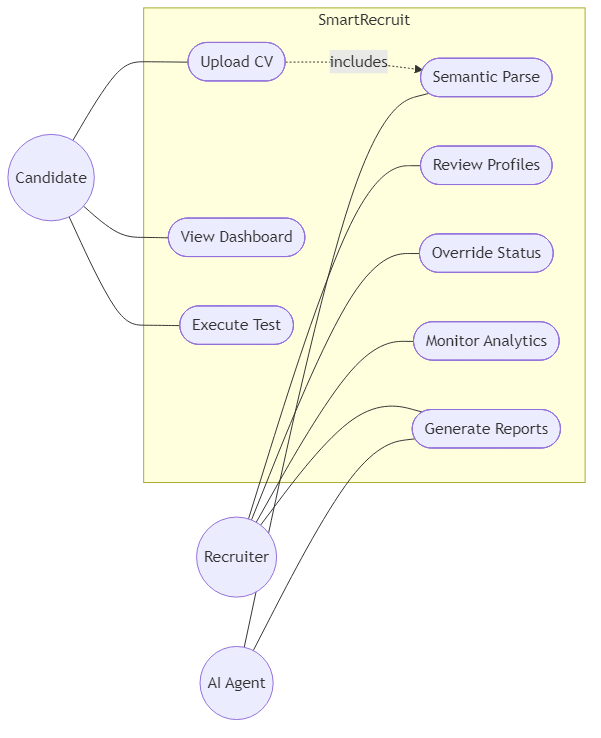 SmartRecruit
Upload CV
includes
Semantic Parse
Candidate
Review Profiles
View Dashboard
Override Status
Execute Test
Monitor Analytics
Generate Reports
Recruiter
AI Agent